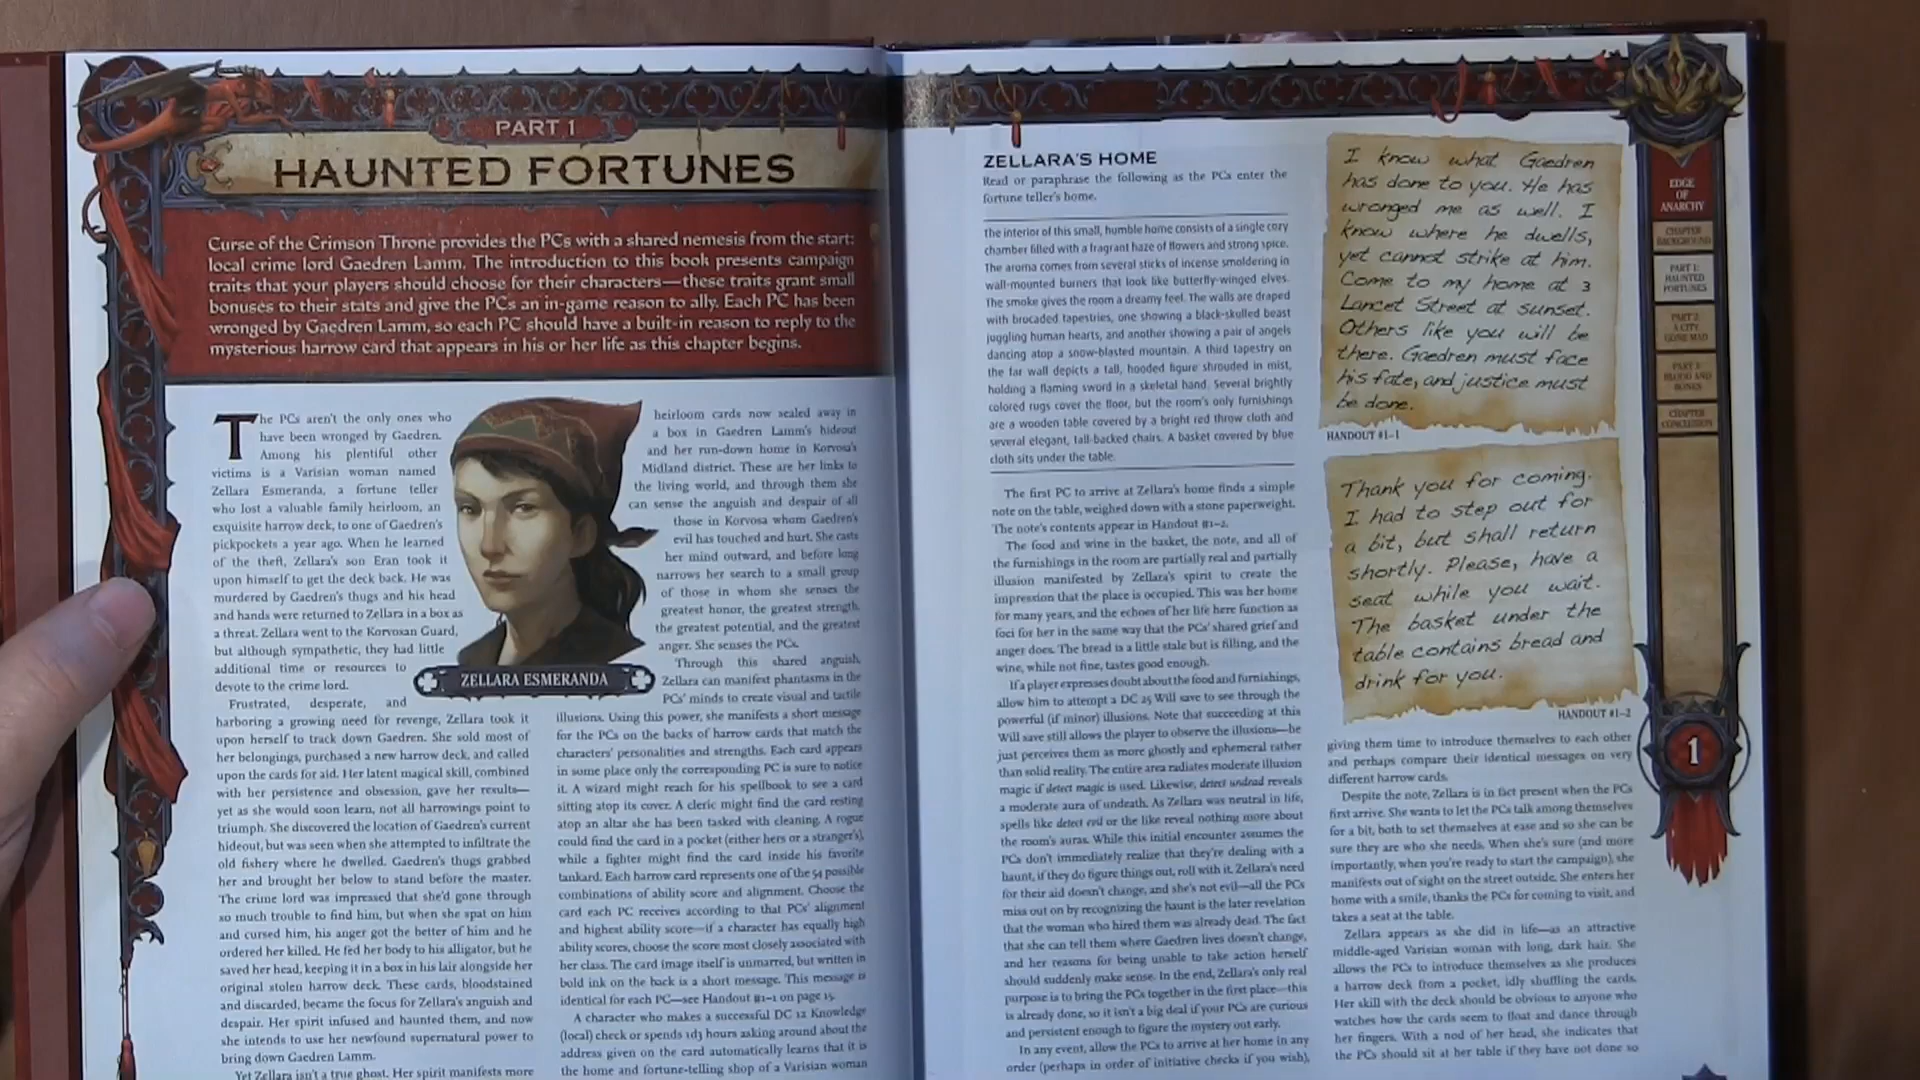 PART 1
HAUNTED FORTUNES
Curse of the Crimson Throne provides the PCs with a shared nemesis from the start:
local crime lord Gaedren Lamm. The introduction to this book presents campaign
traits that your players should choose for their characters—these traits grant small
bonuses to their stats and give the PCs an in-game reason to ally. Each PC has been
wronged by Gaedren Lamm, so each PC should have a built-in reason to reply to the
mysterious harrow card that appears in his or her life as this chapter begins.
The PCs aren't the only ones who
have been wronged by Gaedren.
Among his plentiful other
victims is a Varisian woman named
Zellara Esmeranda, a fortune teller
who lost a valuable family heirloom, an
exquisite harrow deck, to one of Gaedren's
pickpockets a year ago. When he learned
of the theft, Zellara's son Eran took it
upon himself to get the deck back. He was
murdered by Gaedren's thugs and his head
and hands were returned to Zellara in a box as
a threat. Zellara went to the Korvosan Guard,
but although sympathetic, they had little
additional time or resources to
devote to the crime lord.
Frustrated, desperate, and
harboring a growing need for revenge, Zellara took it
upon herself to track down Gaedren. She sold most of
her belongings, purchased a new harrow deck, and called
upon the cards for aid. Her latent magical skill, combined
with her persistence and obsession, gave her results—
yet as she would soon learn, not all harrowings point to
triumph. She discovered the location of Gaedren's current
hideout, but was seen when she attempted to infiltrate the
old fishery where he dwelled. Gaedren's thugs grabbed
her and brought her below to stand before the master.
The crime lord was impressed that she'd gone through
so much trouble to find him, but when she spat on him
and cursed him, his anger got the better of him and he
ordered her killed. He fed her body to his alligator, but he
saved her head, keeping it in a box in his lair alongside her
original stolen harrow deck. These cards, bloodstained
and discarded, became the focus for Zellara's anguish and
despair. Her spirit infused and haunted them, and now
she intends to use her newfound supernatural power to
bring down Gaedren Lamm.
Yet Zellara isn't a true ghost. Her spirit manifests more
ZELLARA ESMERANDA
heirloom cards now sealed away in
a box in Gaedren Lamm's hideout
and her run-down home in Korvosa's
Midland district. These are her links to
the living world, and through them she
can sense the anguish and despair of all
those in Korvosa whom Gaedren's
evil has touched and hurt. She casts
her mind outward, and before long
narrows her search to a small group
of those in whom she senses the
greatest honor, the greatest strength,
the greatest potential, and the greatest
anger. She senses the PCs.
Through this shared anguish,
Zellara can manifest phantasms in the
PCs' minds to create visual and tactile
illusions. Using this power, she manifests a short message
for the PCs on the backs of harrow cards that match the
characters' personalities and strengths. Each card appears
in some place only the corresponding PC is sure to notice
it. A wizard might reach for his spellbook to see a card
sitting atop its cover. A cleric might find the card resting
atop an altar she has been tasked with cleaning. A rogue
could find the card in a pocket (either hers or a stranger's),
while a fighter might find the card inside his favorite
tankard. Each harrow card represents one of the 54 possible
combinations of ability score and alignment. Choose the
card each PC receives according to that PCs' alignment
and highest ability score—if a character has equally high
ability scores, choose the score most closely associated with
her class. The card image itself is unmarred, but written in
bold ink on the back is a short message. This message is
identical for each PC—see Handout #1–1 on page 15.
A character who makes a successful DC 12 Knowledge
(local) check or spends 1d3 hours asking around about the
address given on the card automatically learns that it is
the home and fortune-telling shop of a Varisian woman
ZELLARA'S HOME
Read or paraphrase the following as the PCs enter the
fortune teller's home.
The interior of this small, humble home consists of a single cozy
chamber filled with a fragrant haze of flowers and strong spice.
The aroma comes from several sticks of incense smoldering in
wall-mounted burners that look like butterfly-winged elves.
The smoke gives the room a dreamy feel. The walls are draped
with brocaded tapestries, one showing a black-skulled beast
juggling human hearts, and another showing a pair of angels
dancing atop a snow-blasted mountain. A third tapestry on
the far wall depicts a tall, hooded figure shrouded in mist,
holding a flaming sword in a skeletal hand. Several brightly
colored rugs cover the floor, but the room's only furnishings
are a wooden table covered by a bright red throw cloth and
several elegant, tall-backed chairs. A basket covered by blue
cloth sits under the table.
The first PC to arrive at Zellara's home finds a simple
note on the table, weighed down with a stone paperweight.
The note's contents appear in Handout #1–2.
The food and wine in the basket, the note, and all of
the furnishings in the room are partially real and partially
illusion manifested by Zellara's spirit to create the
impression that the place is occupied. This was her home
for many years, and the echoes of her life here function as
foci for her in the same way that the PCs' shared grief and
anger does. The bread is a little stale but is filling, and the
wine, while not fine, tastes good enough.
If a player expresses doubt about the food and furnishings,
allow him to attempt a DC 25 Will save to see through the
powerful (if minor) illusions. Note that succeeding at this
Will save still allows the player to observe the illusions—he
just perceives them as more ghostly and ephemeral rather
than solid reality. The entire area radiates moderate illusion
magic if detect magic is used. Likewise, detect undead reveals
a moderate aura of undeath. As Zellara was neutral in life,
spells like detect evil or the like reveal nothing more about
the room's auras. While this initial encounter assumes the
PCs don't immediately realize that they're dealing with a
haunt, if they do figure things out, roll with it. Zellara's need
for their aid doesn't change, and she's not evil—all the PCs
miss out on by recognizing the haunt is the later revelation
that the woman who hired them was already dead. The fact
that she can tell them where Gaedren lives doesn't change,
and her reasons for being unable to take action herself
should suddenly make sense. In the end, Zellara's only real
purpose is to bring the PCs together in the first place—this
is already done, so it isn't a big deal if your PCs are curious
and persistent enough to figure the mystery out early.
In any event, allow the PCs to arrive at her home in any
order (perhaps in order of initiative checks if you wish),
I know what Gaedren
has done to you. He has
wronged me as well. I
know where he dwells,
yet cannot strike at him.
Come to my home at 3
Lancet Street at sunset.
Others like you will be
there. Gaedren must face
his fate, and justice must
be done.
HANDOUT #1–1
Thank you for coming.
I had to step out for
a bit, but shall return
shortly. Please, have a
seat while you wait.
The basket under the
table contains bread and
drink for you.
HANDOUT #1–2
giving them time to introduce themselves to each other
and perhaps compare their identical messages on very
different harrow cards.
Despite the note, Zellara is in fact present when the PCs
first arrive. She wants to let the PCs talk among themselves
for a bit, both to set themselves at ease and so she can be
sure they are who she needs. When she's sure (and more
importantly, when you're ready to start the campaign), she
manifests out of sight on the street outside. She enters her
home with a smile, thanks the PCs for coming to visit, and
takes a seat at the table.
Zellara appears as she did in life—as an attractive
middle-aged Varisian woman with long, dark hair. She
allows the PCs to introduce themselves as she produces
a harrow deck from a pocket, idly shuffling the cards.
Her skill with the deck should be obvious to anyone who
watches how the cards seem to float and dance through
her fingers. With a nod of her head, she indicates that
the PCs should sit at her table if they have not done so
EDGE
OF
ANARCHY
CHAPTER
BACKGROUND
PART 1:
HAUNTED
FORTUNES
PART 2:
A CITY
GONE MAD
PART 3:
BLOOD AND
BONES
CHAPTER
CONCLUSION
1